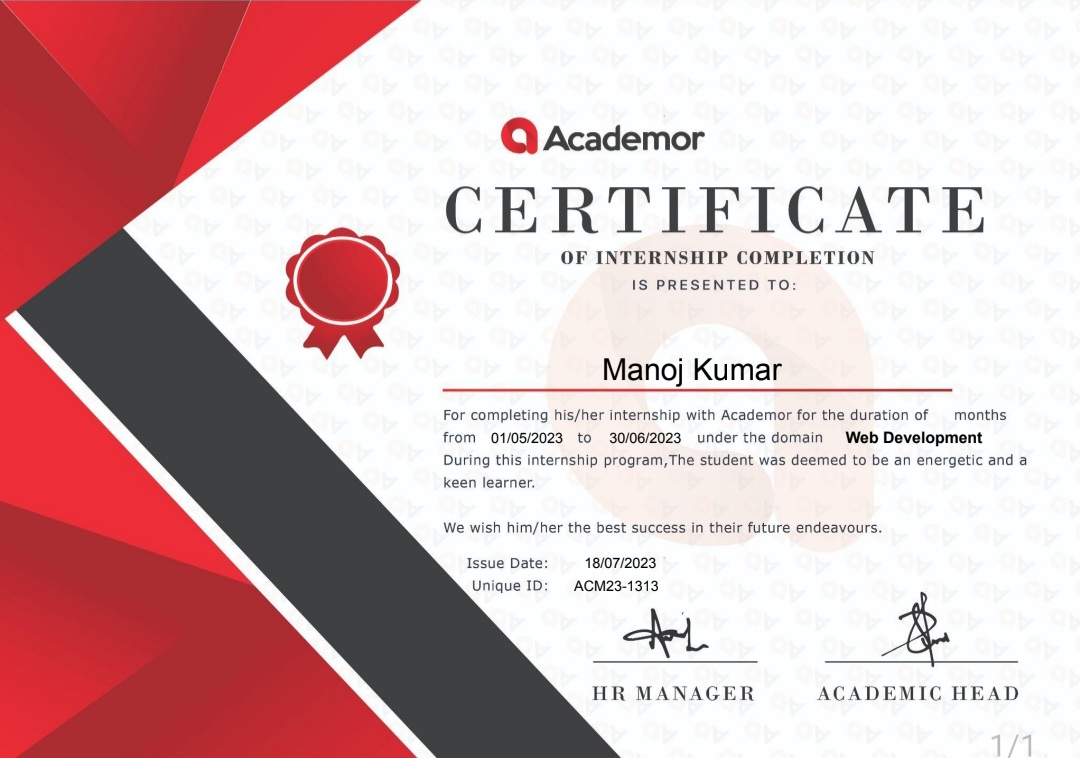 Academor
CERTIFICATE
OF INTERNSHIP COMPLETION
IS PRESENTED TO:
Manoj Kumar
For completing his/her internship with Academor for the duration of months
from 01/05/2023 to 30/06/2023 under the domain Web Development
During this internship program,The student was deemed to be an energetic and a
keen learner.
We wish him/her the best success in their future endeavours.
Issue Date: 18/07/2023
Unique ID: ACM23-1313
HR MANAGER ACADEMIC HEAD
1/1